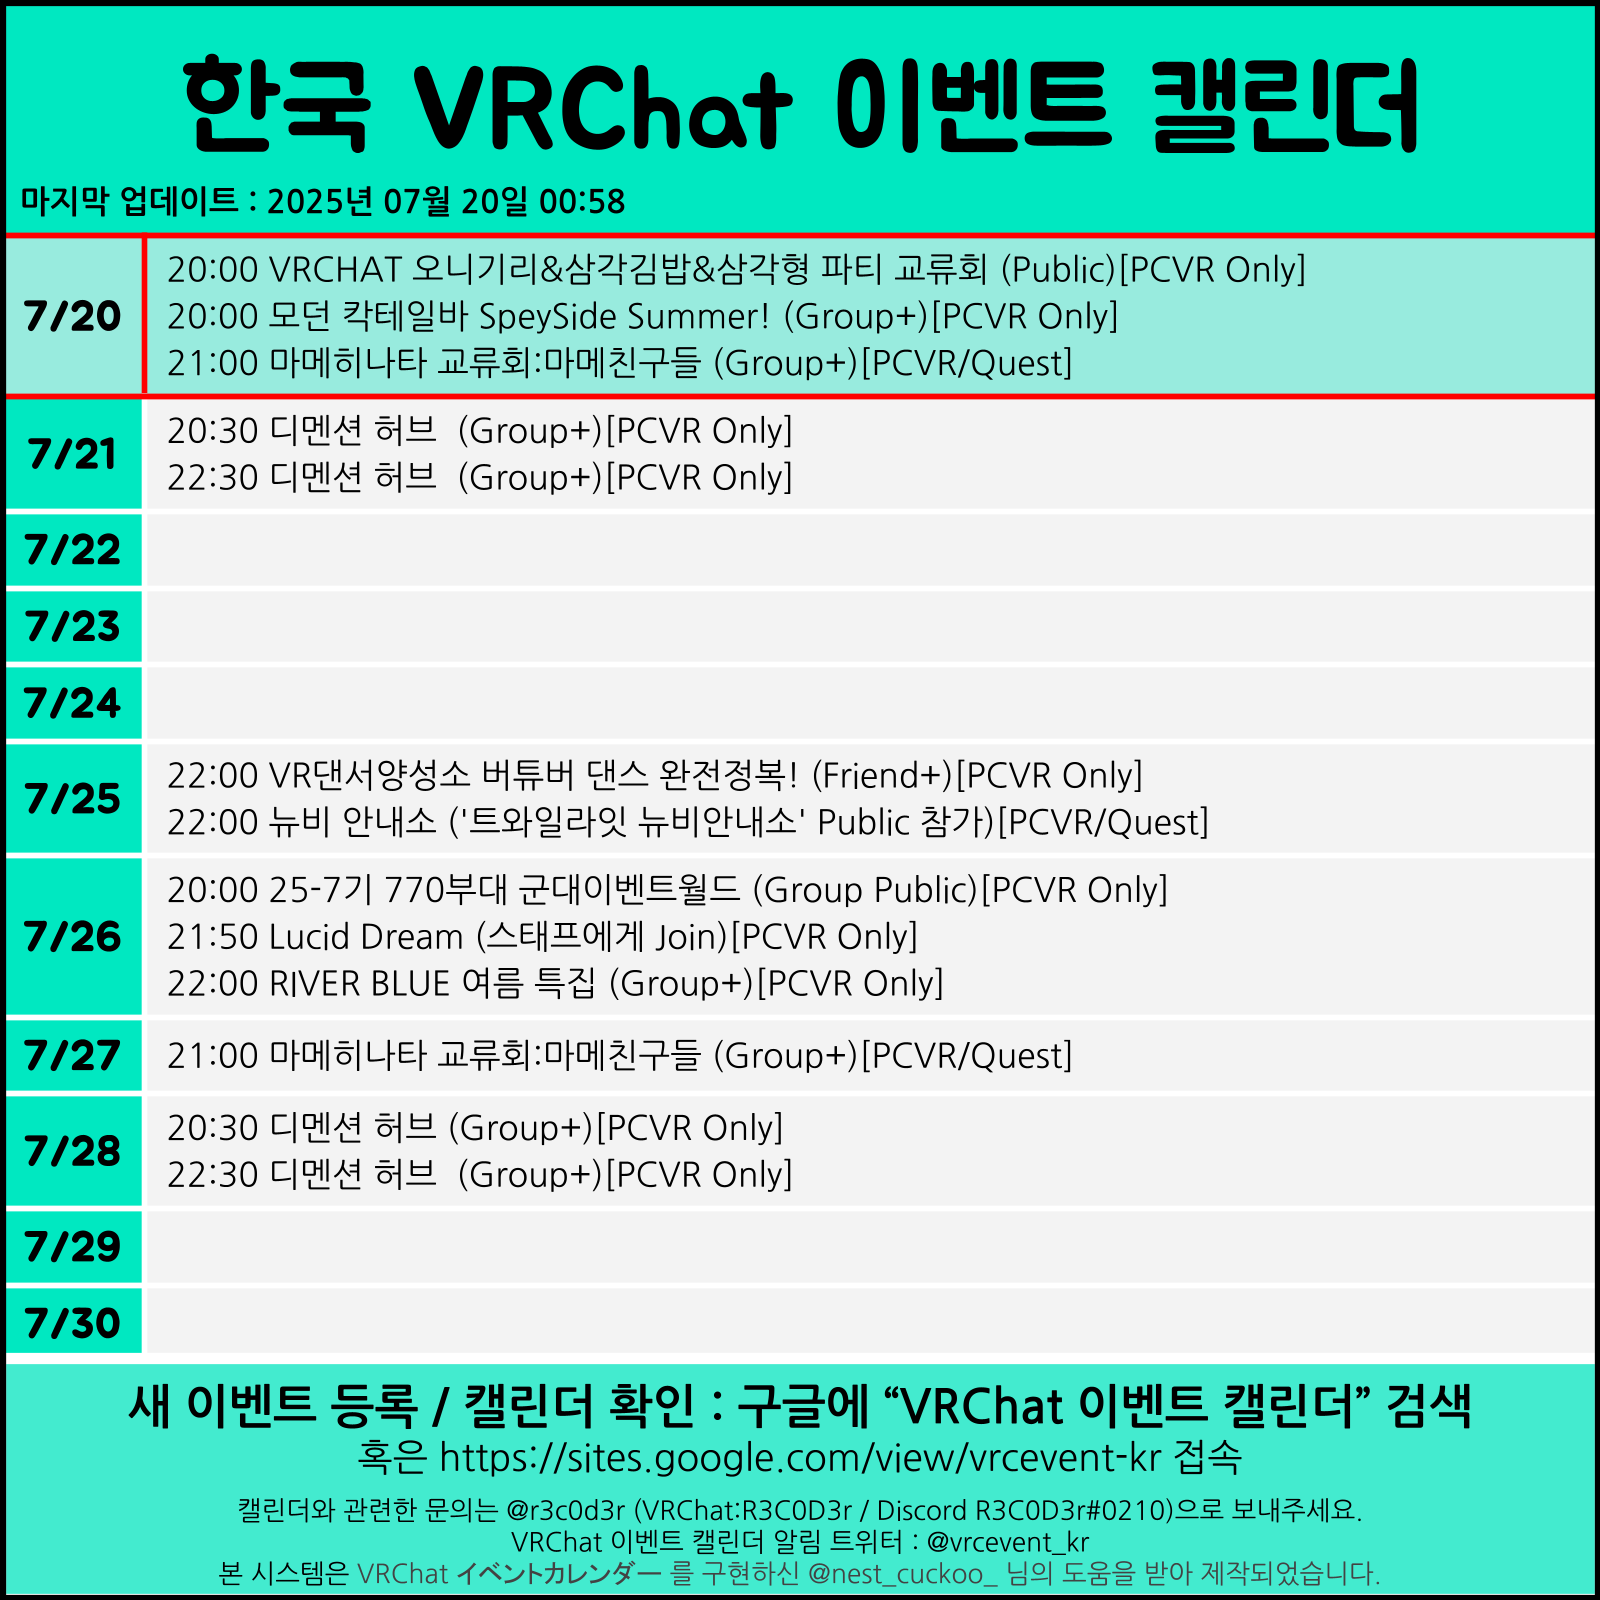 한국 VRChat 이벤트 캘린더
마지막 업데이트 : 2025년 07월 20일 00:58
7/20
20:00 VRCHAT 오니기리&삼각김밥&삼각형 파티 교류회 (Public)[PCVR Only]
20:00 모던 칵테일바 SpeySide Summer! (Group+)[PCVR Only]
21:00 마메히나타 교류회:마메친구들 (Group+)[PCVR/Quest]
7/21
20:30 디멘션 허브  (Group+)[PCVR Only]
22:30 디멘션 허브  (Group+)[PCVR Only]
7/22
7/23
7/24
7/25
22:00 VR댄서양성소 버튜버 댄스 완전정복! (Friend+)[PCVR Only]
22:00 뉴비 안내소 ('트와일라잇 뉴비안내소' Public 참가)[PCVR/Quest]
7/26
20:00 25-7기 770부대 군대이벤트월드 (Group Public)[PCVR Only]
21:50 Lucid Dream (스태프에게 Join)[PCVR Only]
22:00 RIVER BLUE 여름 특집 (Group+)[PCVR Only]
7/27
21:00 마메히나타 교류회:마메친구들 (Group+)[PCVR/Quest]
7/28
20:30 디멘션 허브 (Group+)[PCVR Only]
22:30 디멘션 허브  (Group+)[PCVR Only]
7/29
7/30
새 이벤트 등록 / 캘린더 확인 : 구글에 “VRChat 이벤트 캘린더” 검색
혹은 https://sites.google.com/view/vrcevent-kr 접속
캘린더와 관련한 문의는 @r3c0d3r (VRChat:R3C0D3r / Discord R3C0D3r#0210)으로 보내주세요.
VRChat 이벤트 캘린더 알림 트위터 : @vrcevent_kr
본 시스템은 VRChat イベントカレンダー 를 구현하신 @nest_cuckoo_ 님의 도움을 받아 제작되었습니다.